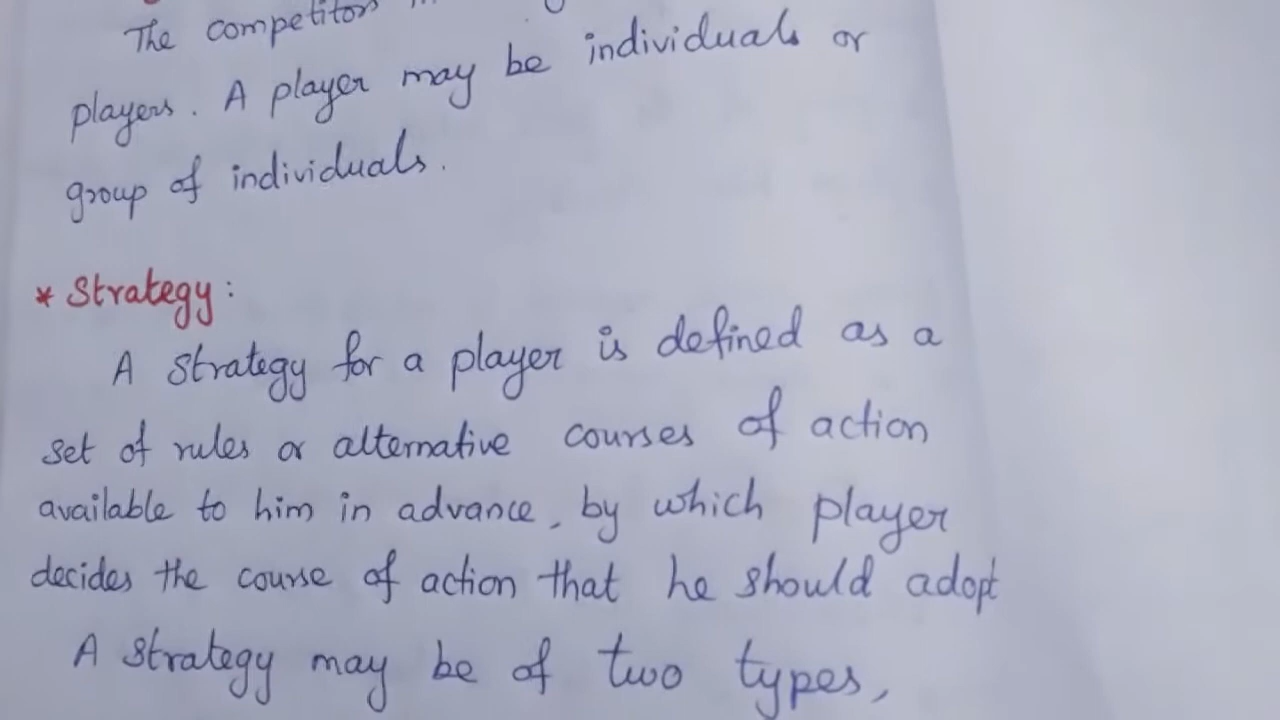 The competitors
players. A player may be individuals or
group of individuals.
* Strategy:
A strategy for a player is defined as a
set of rules or alternative courses of action
available to him in advance, by which player
decides the course of action that he should adopt
A strategy may be of two types,